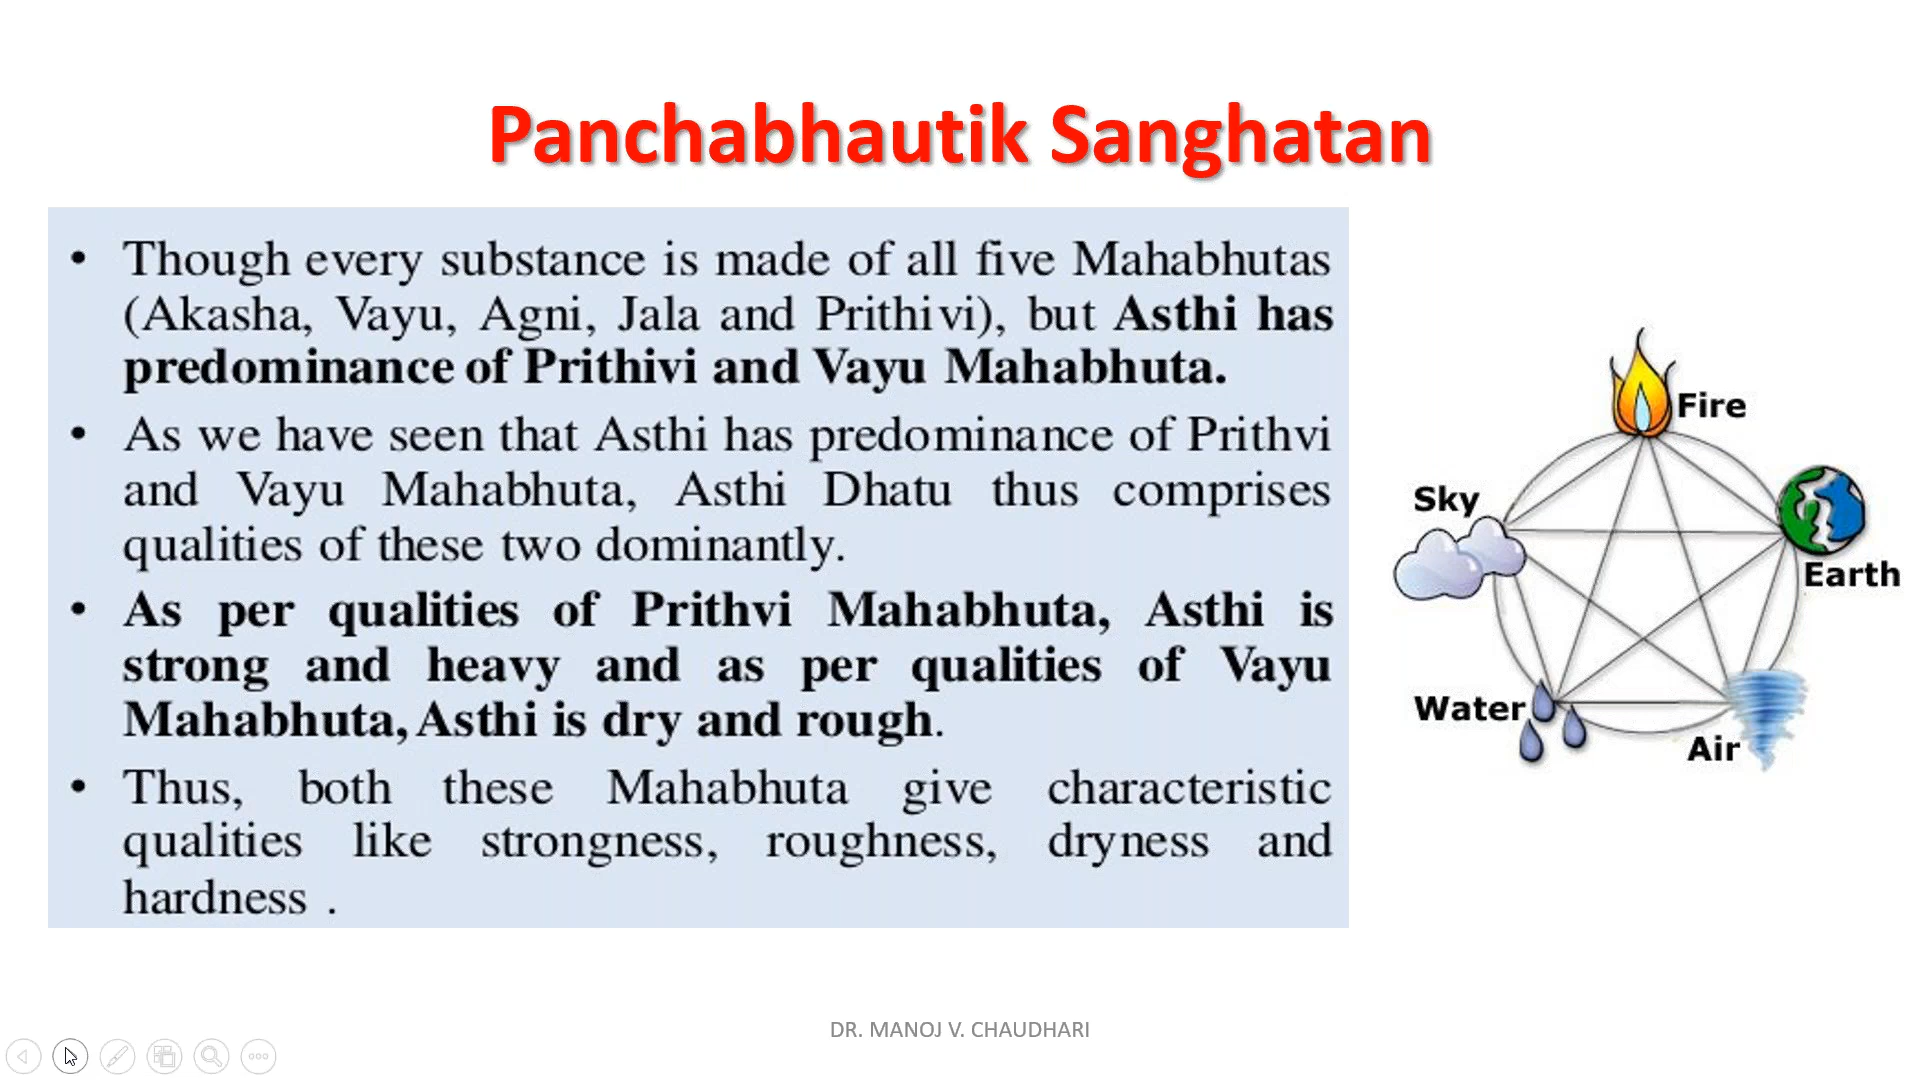 Panchabhautik Sanghatan
• Though every substance is made of all five Mahabhutas
(Akasha, Vayu, Agni, Jala and Prithivi), but Asthi has
predominance of Prithivi and Vayu Mahabhuta.
• As we have seen that Asthi has predominance of Prithvi
and Vayu Mahabhuta, Asthi Dhatu thus comprises
qualities of these two dominantly.
• As per qualities of Prithvi Mahabhuta, Asthi is
strong and heavy and as per qualities of Vayu
Mahabhuta, Asthi is dry and rough.
• Thus, both these Mahabhuta give characteristic
qualities like strongness, roughness, dryness and
hardness .
Fire
Sky
Earth
Water
Air
DR. MANOJ V. CHAUDHARI